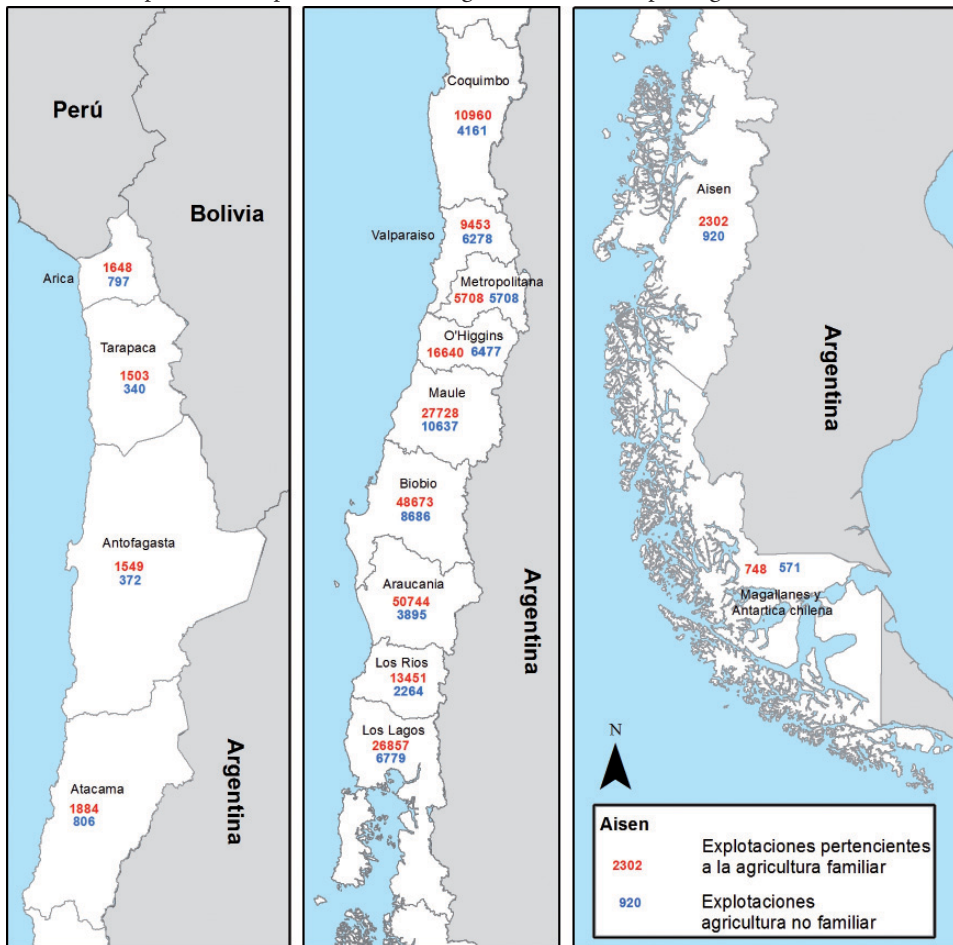 Perú
Bolivia
Arica
1648
797
Tarapaca
1503
340
Antofagasta
1549
372
Argentina
Atacama
1884
806
Coquimbo
10960
4161
Valparaiso
9453
6278
Metropolitana
5708 5708
O'Higgins
16640 6477
Maule
27728
10637
Biobio
48673
8686
Argentina
Araucania
50744
3895
Los Rios
13451
2264
Los Lagos
26857
6779
Aisen
2302
920
Argentina
748 571
Magallanes y
Antartica chilena
N
Aisen
2302
Explotaciones pertencientes
a la agricultura familiar
920
Explotaciones
agricultura no familiar